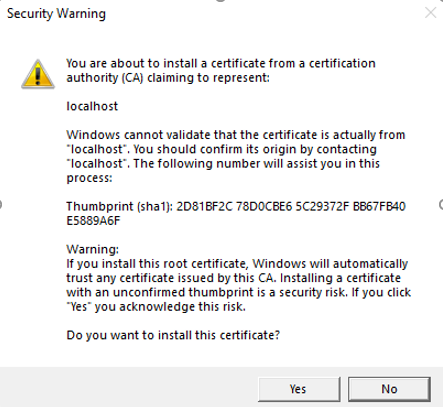 Security Warning
You are about to install a certificate from a certification
authority (CA) claiming to represent:
localhost
Windows cannot validate that the certificate is actually from
"localhost". You should confirm its origin by contacting
"localhost". The following number will assist you in this
process:
Thumbprint (sha1): 2D81BF2C 78D0CBE6 5C29372F BB67FB40
E5889A6F
Warning:
If you install this root certificate, Windows will automatically
trust any certificate issued by this CA. Installing a certificate
with an unconfirmed thumbprint is a security risk. If you click
"Yes" you acknowledge this risk.
Do you want to install this certificate?
Yes
No